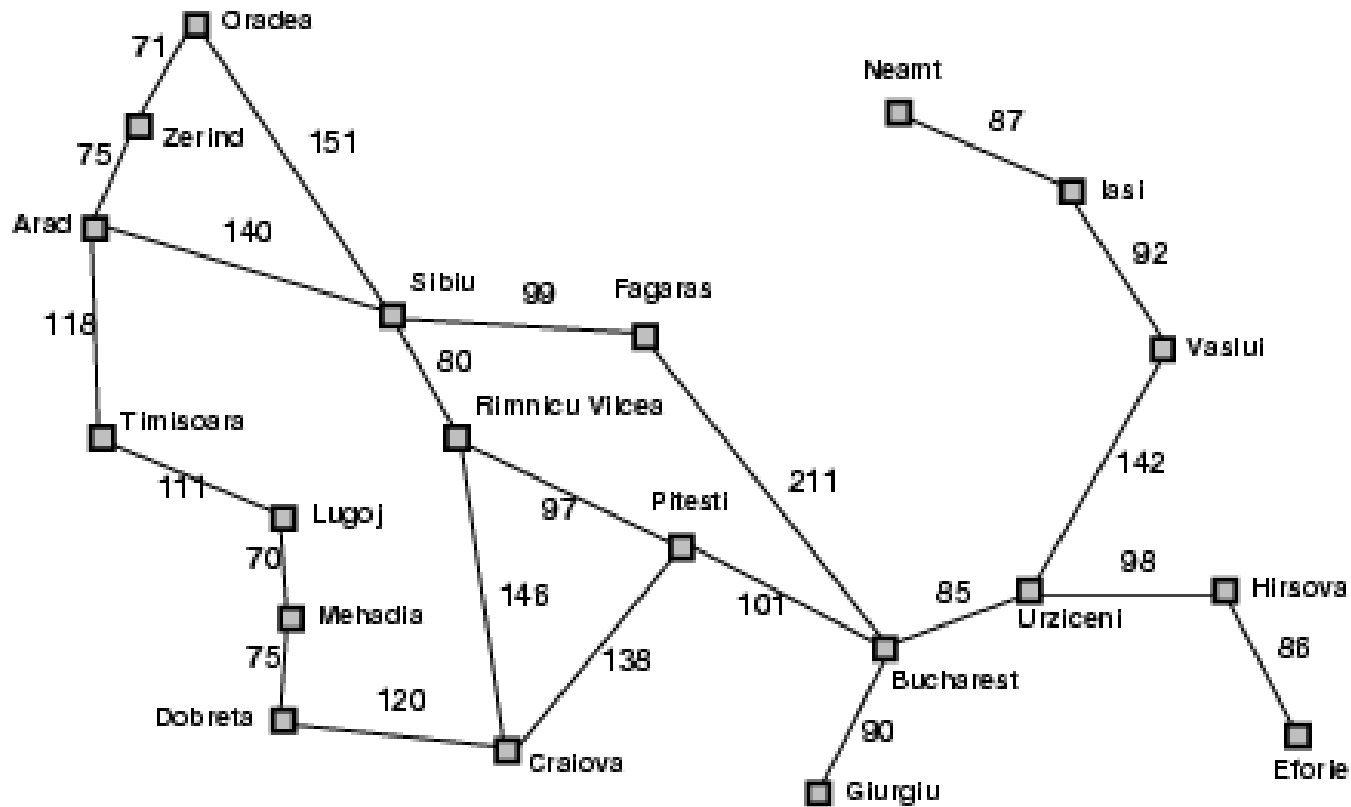 Oradea
71
Neamt
87
Zerind
151
75
Iasi
Arad
140
92
Sibiu
99
Fagaras
118
80
Vaslui
Timisoara
Rimnicu Vilcea
142
211
111
Lugoj
97
Pitesti
70
98
146
101
85
Hirsova
Mehadia
Urziceni
75
138
86
120
Bucharest
Dobreta
90
Craiova
Eforie
Giurgiu